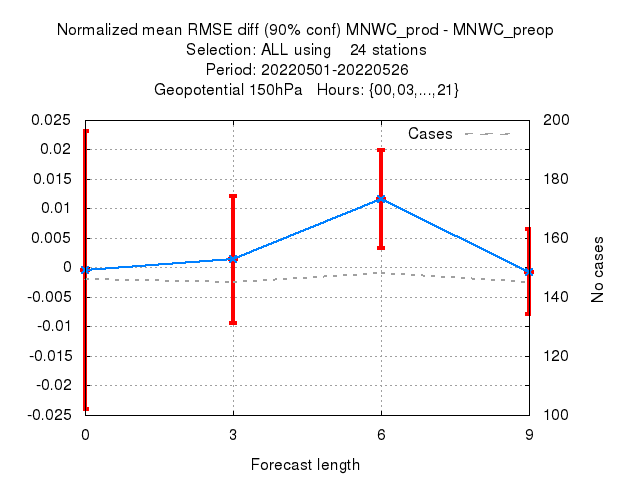 Normalized mean RMSE diff (90% conf) MNWC_prod - MNWC_preop
Selection: ALL using    24 stations
Period: 20220501-20220526
Geopotential 150hPa   Hours: {00,03,...,21}
0.025
0.02
0.015
0.01
0.005
0
-0.005
-0.01
-0.015
-0.02
-0.025
Cases
200
180
160
140
120
100
No cases
0 3 6 9
Forecast length